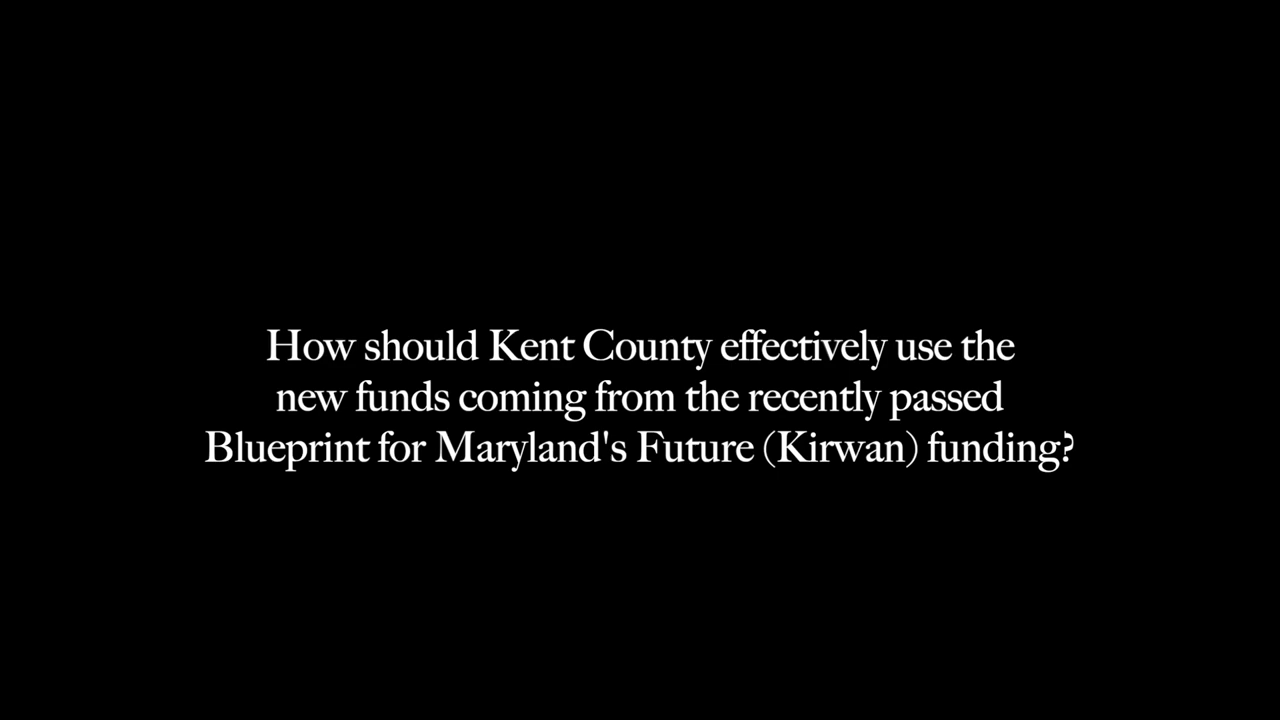 How should Kent County effectively use the
new funds coming from the recently passed
Blueprint for Maryland's Future (Kirwan) funding?